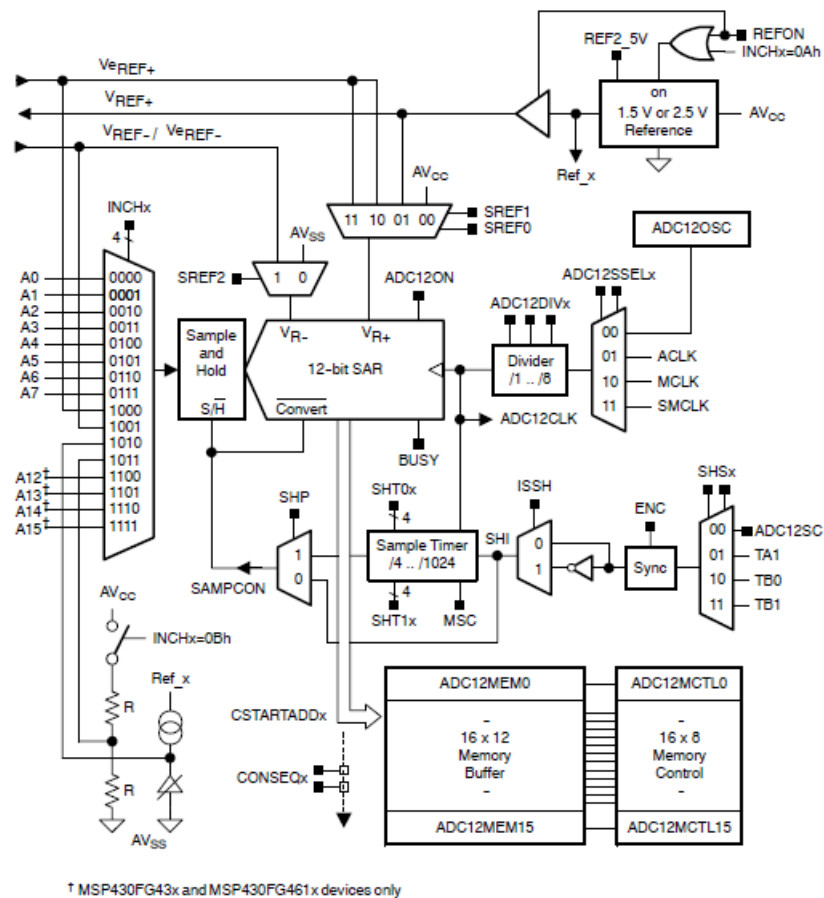 REF2_5V
REFON
INCHx=0Ah
VeREF+
VREF+
VREF- / VeREF-
on
1.5 V or 2.5 V
Reference
AVCC
Ref_x
INCHx
4
AVCC
11 10 01 00
SREF1
SREF0
AVSS
SREF2
1 0
ADC12ON
ADC12OSC
ADC12SSELx
ADC12DIVx
A0 0000
A1 0001
A2 0010
A3 0011
A4 0100
A5 0101
A6 0110
A7 0111
1000
1001
1010
1011
A12† 1100
A13† 1101
A14† 1110
A15† 1111
Sample
and
Hold
S/H
VR-
VR+
12-bit SAR
Convert
Divider
/1 .. /8
00
01 ACLK
10 MCLK
11 SMCLK
ADC12CLK
BUSY
SHP
SHT0x
4
ISSH
SHSx
ENC
1
0
SAMPCON
Sample Timer
/4 .. /1024
SHI
0
1
Sync
00 ADC12SC
01 TA1
10 TB0
11 TB1
4
SHT1x
MSC
AVCC
INCHx=0Bh
Ref_x
R
R
AVSS
CSTARTADDx
CONSEQx
ADC12MEM0
-
16 x 12
Memory
Buffer
-
ADC12MEM15
ADC12MCTL0
-
16 x 8
Memory
Control
-
ADC12MCTL15
† MSP430FG43x and MSP430FG461x devices only